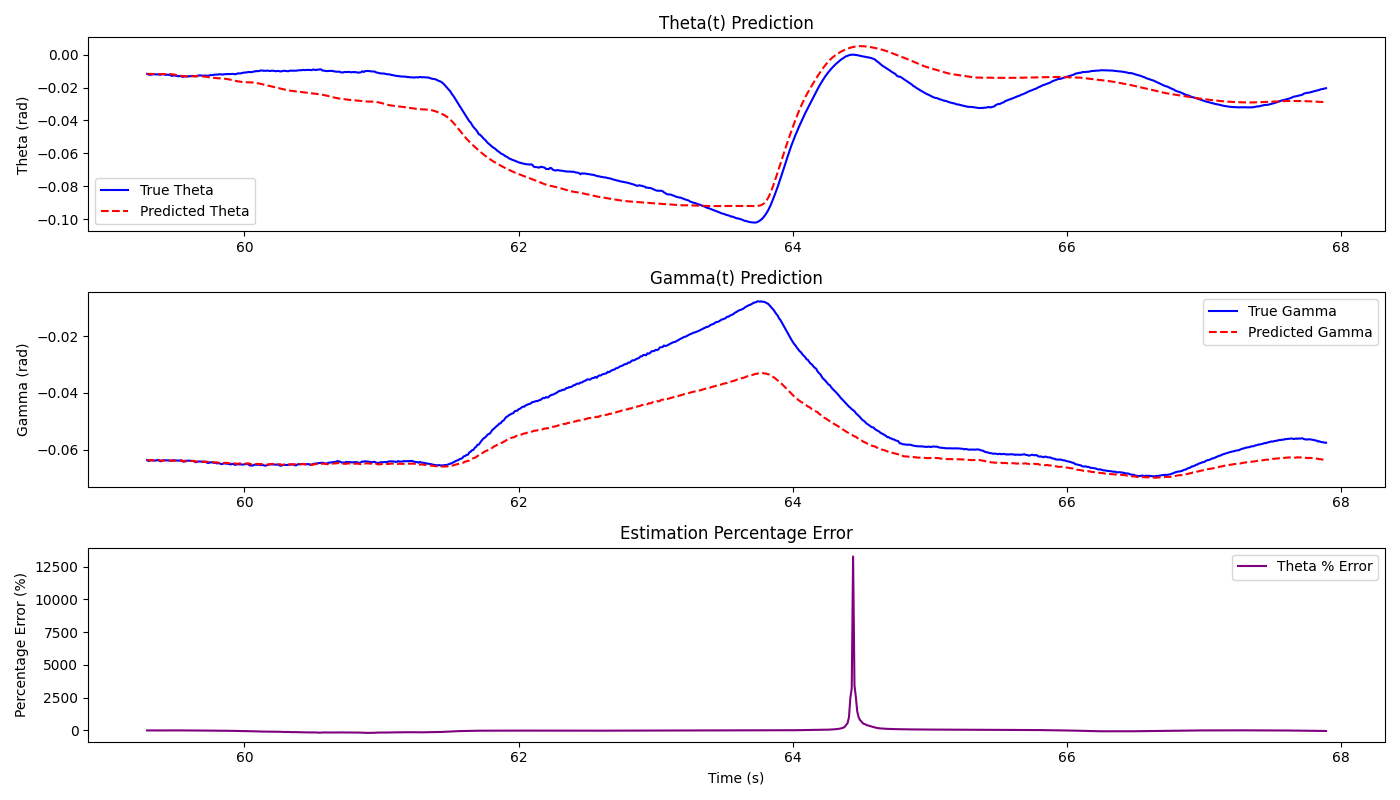 Theta(t) Prediction
Theta (rad)
0.00
−0.02
−0.04
−0.06
−0.08
−0.10
True Theta
Predicted Theta
60 62 64 66 68
Gamma(t) Prediction
Gamma (rad)
−0.02
−0.04
−0.06
True Gamma
Predicted Gamma
60 62 64 66 68
Estimation Percentage Error
Percentage Error (%)
12500
10000
7500
5000
2500
0
Theta % Error
60 62 64 66 68
Time (s)